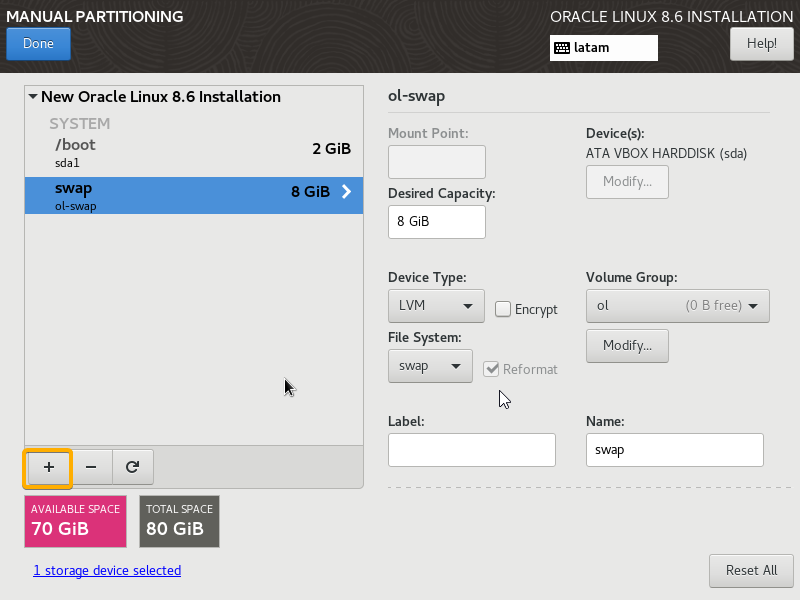 MANUAL PARTITIONING
ORACLE LINUX 8.6 INSTALLATION
Done
latam
Help!
New Oracle Linux 8.6 Installation
SYSTEM
/boot
2 GiB
sda1
swap
8 GiB
ol-swap
+
−
AVAILABLE SPACE
70 GiB
TOTAL SPACE
80 GiB
1 storage device selected
ol-swap
Mount Point:
Device(s):
ATA VBOX HARDDISK (sda)
Modify...
Desired Capacity:
8 GiB
Device Type:
LVM
Encrypt
Volume Group:
ol (0 B free)
Modify...
File System:
swap
Reformat
Label:
Name:
swap
Reset All